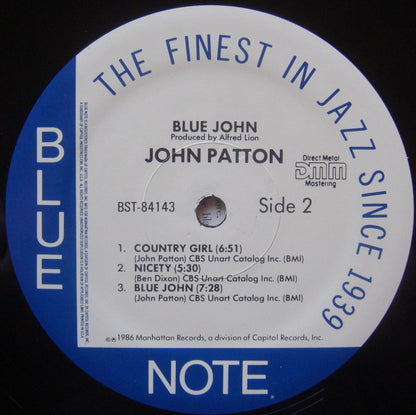 THE FINEST IN JAZZ SINCE 1939
BLUE
BLUE JOHN
Produced by Alfred Lion
JOHN PATTON
Direct Metal
DMM
Mastering
BST-84143
Side 2
1. COUNTRY GIRL (6:51)
(John Patton) CBS Unart Catalog Inc. (BMI)
2. NICETY (5:30)
(Ben Dixon) CBS Unart Catalog Inc. (BMI)
3. BLUE JOHN (7:28)
(John Patton) CBS Unart Catalog Inc. (BMI)
©℗1986 Manhattan Records, a division of Capitol Records, Inc.
NOTE